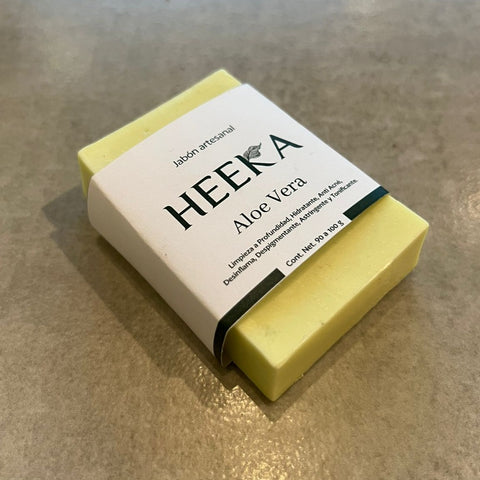 Jabón artesanal
HEEKA
Aloe Vera
Limpieza a Profundidad, Hidratante, Anti Acné,
Desinflama, Despigmentante, Astringente y Tonificante.
Cont. Net. 90 a 100 g